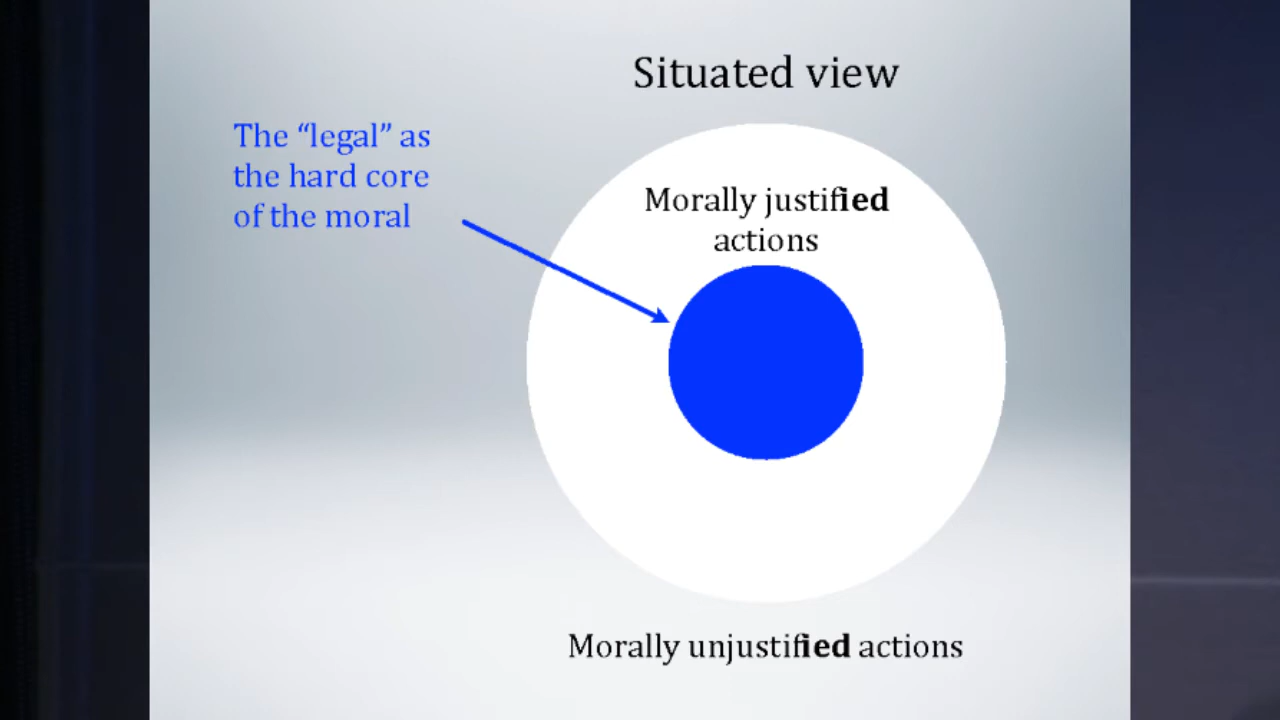 Situated view
The “legal” as
the hard core
of the moral
Morally justified
actions
Morally unjustified actions